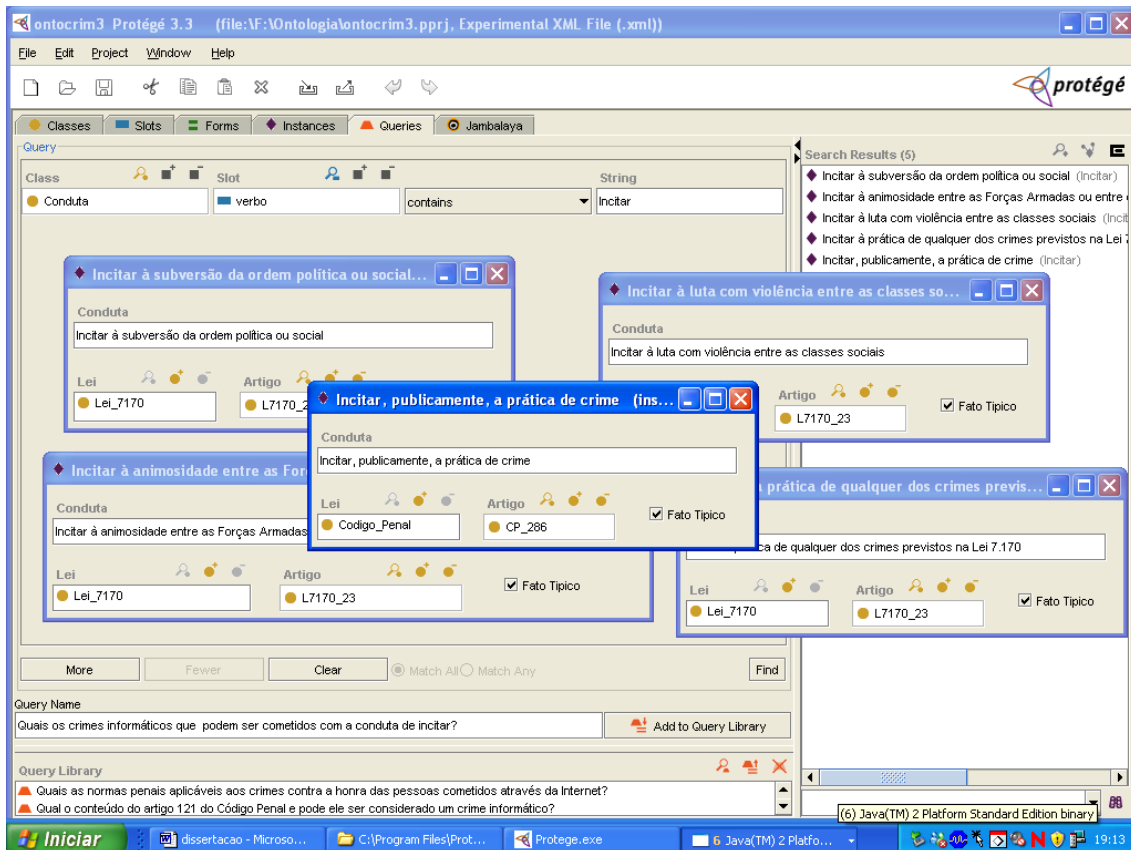 ontocrim3 Protégé 3.3 (file:\F:\Ontologia\ontocrim3.pprj, Experimental XML File (.xml))
File Edit Project Window Help
protégé
Classes Slots Forms Instances Queries Jambalaya
Query
Class Slot String
Conduta verbo contains Incitar
Search Results (5)
Incitar à subversão da ordem política ou social (Incitar)
Incitar à animosidade entre as Forças Armadas ou entre
Incitar à luta com violência entre as classes sociais (Incit
Incitar à prática de qualquer dos crimes previstos na Lei 7
Incitar, publicamente, a prática de crime (Incitar)
Incitar à subversão da ordem política ou social...
Conduta
Incitar à subversão da ordem política ou social
Lei Artigo
Lei_7170 L7170_2
Incitar à luta com violência entre as classes so...
Conduta
Incitar à luta com violência entre as classes sociais
Artigo
L7170_23 Fato Tipico
Incitar, publicamente, a prática de crime (ins...
Conduta
Incitar, publicamente, a prática de crime
Lei Artigo
Codigo_Penal CP_286 Fato Tipico
Incitar à animosidade entre as For
Conduta
Incitar à animosidade entre as Forças Armadas
Lei Artigo
Lei_7170 L7170_23 Fato Tipico
prática de qualquer dos crimes previs...
ca de qualquer dos crimes previstos na Lei 7.170
Lei Artigo
Lei_7170 L7170_23 Fato Tipico
More Fewer Clear Match All Match Any Find
Query Name
Quais os crimes informáticos que podem ser cometidos com a conduta de incitar? Add to Query Library
Query Library
Quais as normas penais aplicáveis aos crimes contra a honra das pessoas cometidos através da Internet?
Qual o conteúdo do artigo 121 do Código Penal e pode ele ser considerado um crime informático?
(6) Java(TM) 2 Platform Standard Edition binary
Iniciar dissertacao - Microso... C:\Program Files\Prot... Protege.exe 6 Java(TM) 2 Platfo... 19:13